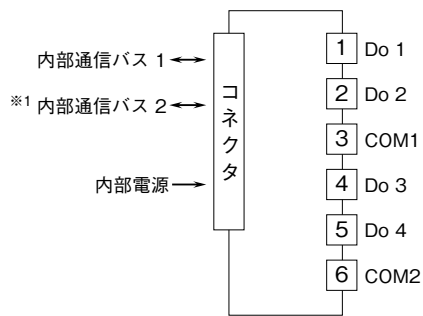 内部通信バス 1
※1 内部通信バス 2
内部電源
コネクタ
1 Do 1
2 Do 2
3 COM1
4 Do 3
5 Do 4
6 COM2